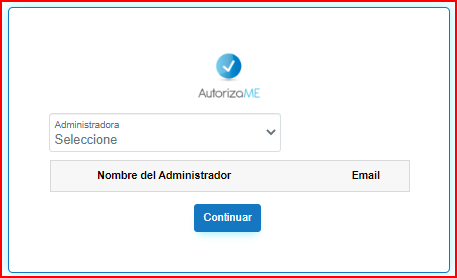 AutorizaME
Administradora
Seleccione
Nombre del Administrador Email
Continuar